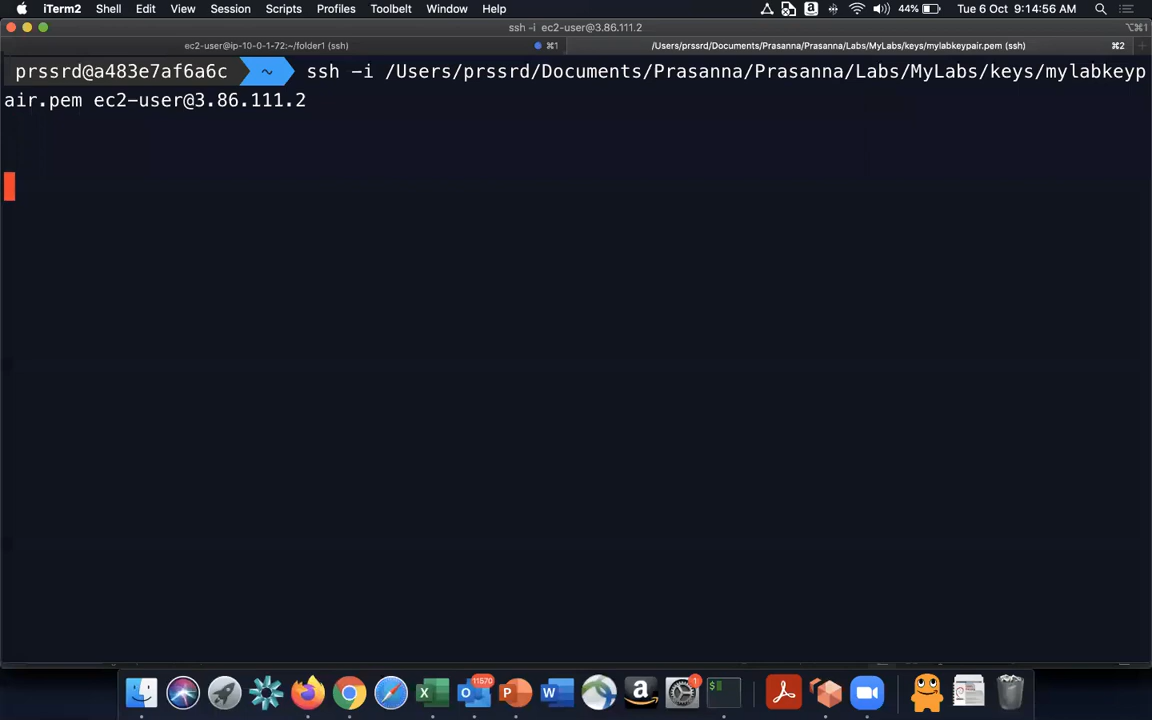 iTerm2 Shell Edit View Session Scripts Profiles Toolbelt Window Help 44% Tue 6 Oct 9:14:56 AM
ssh -i ec2-user@3.86.111.2 ⌥⌘1
ec2-user@ip-10-0-1-72:~/folder1 (ssh) ⌘1 /Users/prssrd/Documents/Prasanna/Prasanna/Labs/MyLabs/keys/mylabkeypair.pem (ssh) ⌘2
prssrd@a483e7af6a6c ~ ssh -i /Users/prssrd/Documents/Prasanna/Prasanna/Labs/MyLabs/keys/mylabkeyp
air.pem ec2-user@3.86.111.2
11570
1